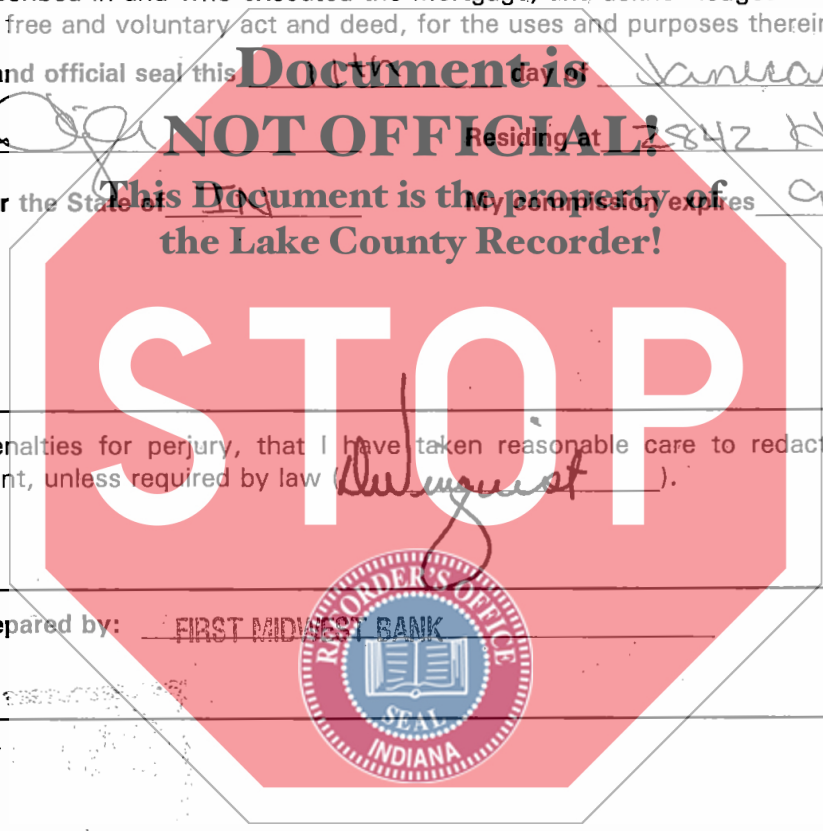 free and voluntary act and deed, for the uses and purposes therein
and official seal this 11th day of January
Document is
NOT OFFICIAL!
Residing at 2842 H
r the State of IN My commission expires
This Document is the property of
the Lake County Recorder!
STOP
enalties for perjury, that I have taken reasonable care to redact
nt, unless required by law ( ).
epared by: FIRST MIDWEST BANK
RECORDER'S OFFICE
SEAL
INDIANA